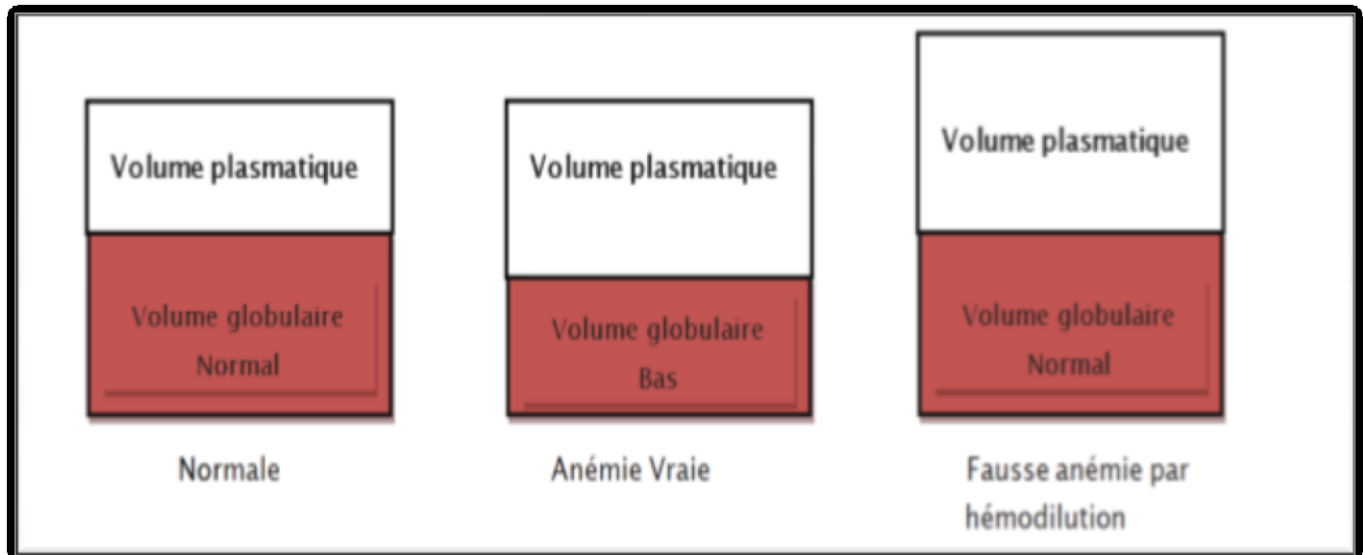 Volume plasmatique
Volume globulaire
Normal
Normale
Volume plasmatique
Volume globulaire
Bas
Anémie Vraie
Volume plasmatique
Volume globulaire
Normal
Fausse anémie par
hémodilution